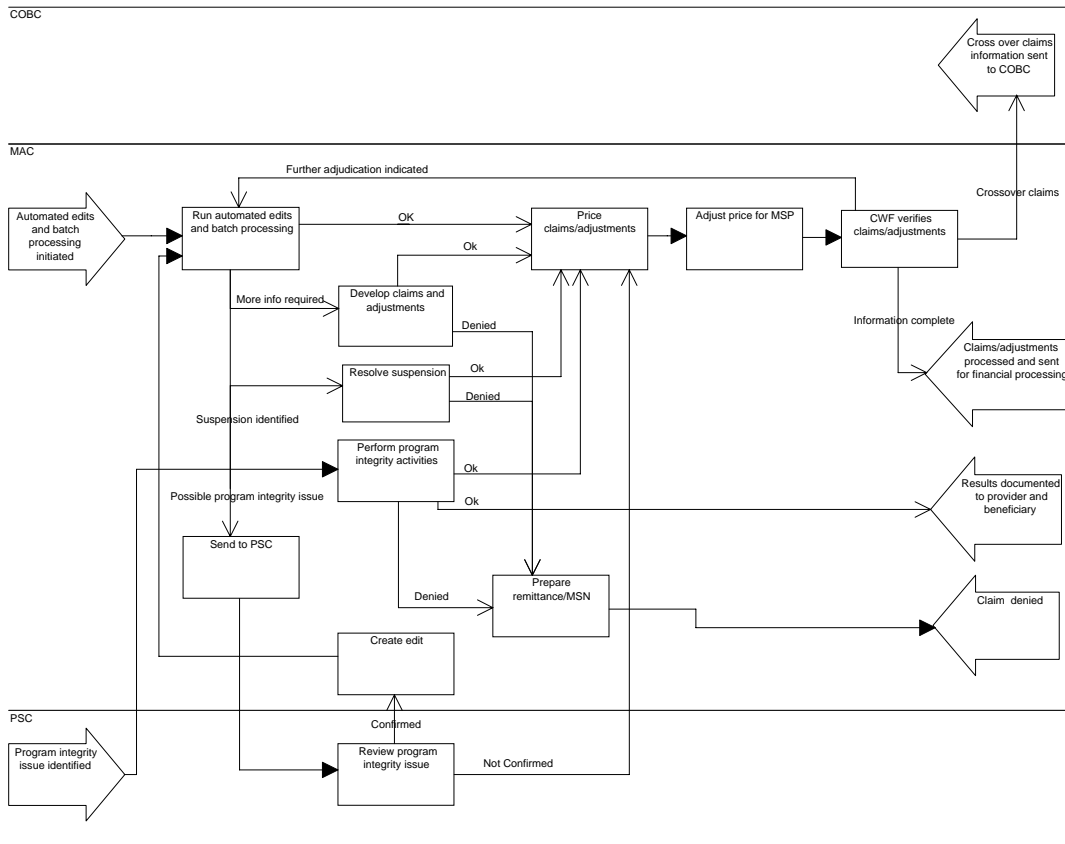 COBC
Cross over claims
information sent
to COBC
MAC
Further adjudication indicated
Crossover claims
Automated edits
and batch
processing
initiated
Run automated edits
and batch processing
OK
Ok
Price
claims/adjustments
Adjust price for MSP
CWF verifies
claims/adjustments
More info required
Develop claims and
adjustments
Denied
Information complete
Claims/adjustments
processed and sent
for financial processing
Resolve suspension
Ok
Denied
Suspension identified
Perform program
integrity activities
Ok
Ok
Possible program integrity issue
Results documented
to provider and
beneficiary
Send to PSC
Denied
Prepare
remittance/MSN
Claim denied
Create edit
PSC
Confirmed
Program integrity
issue identified
Review program
integrity issue
Not Confirmed